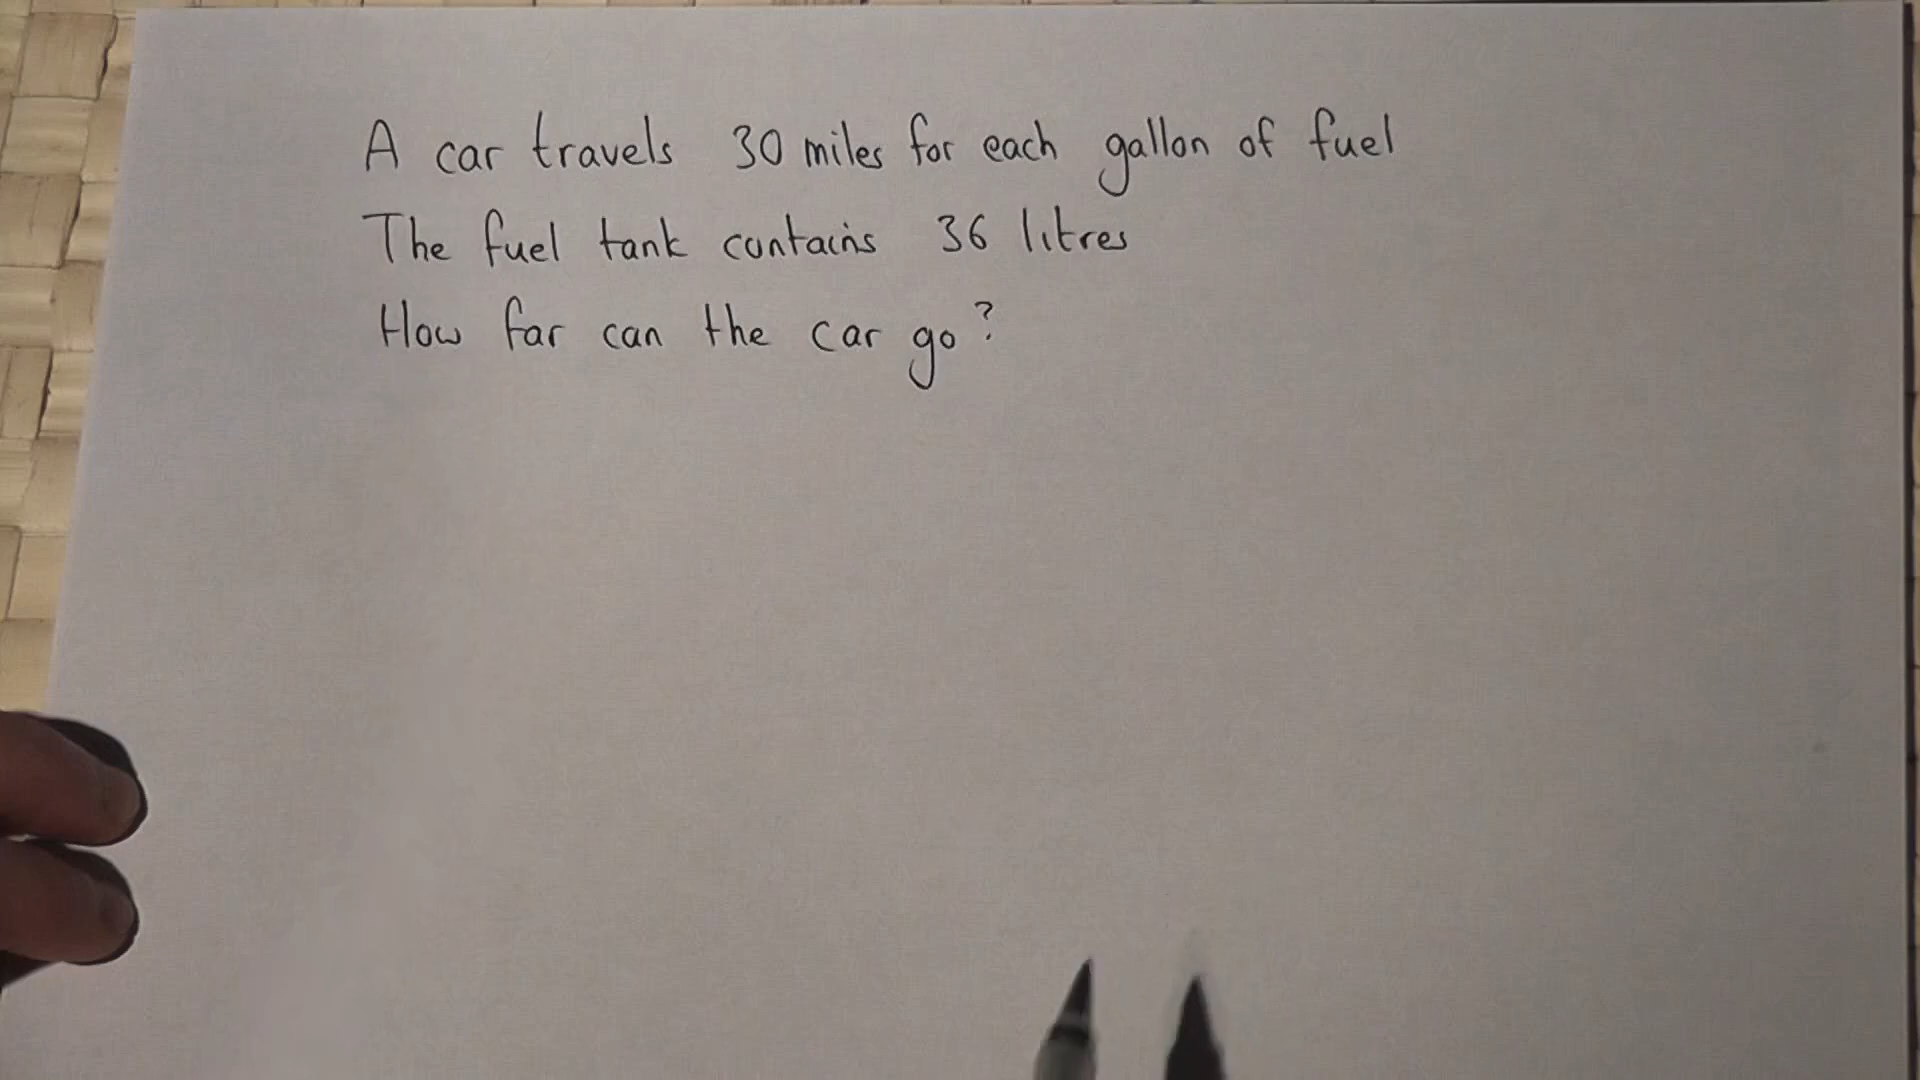 A car travels 30 miles for each gallon of fuel
The fuel tank contains 36 litres
How far can the car go?